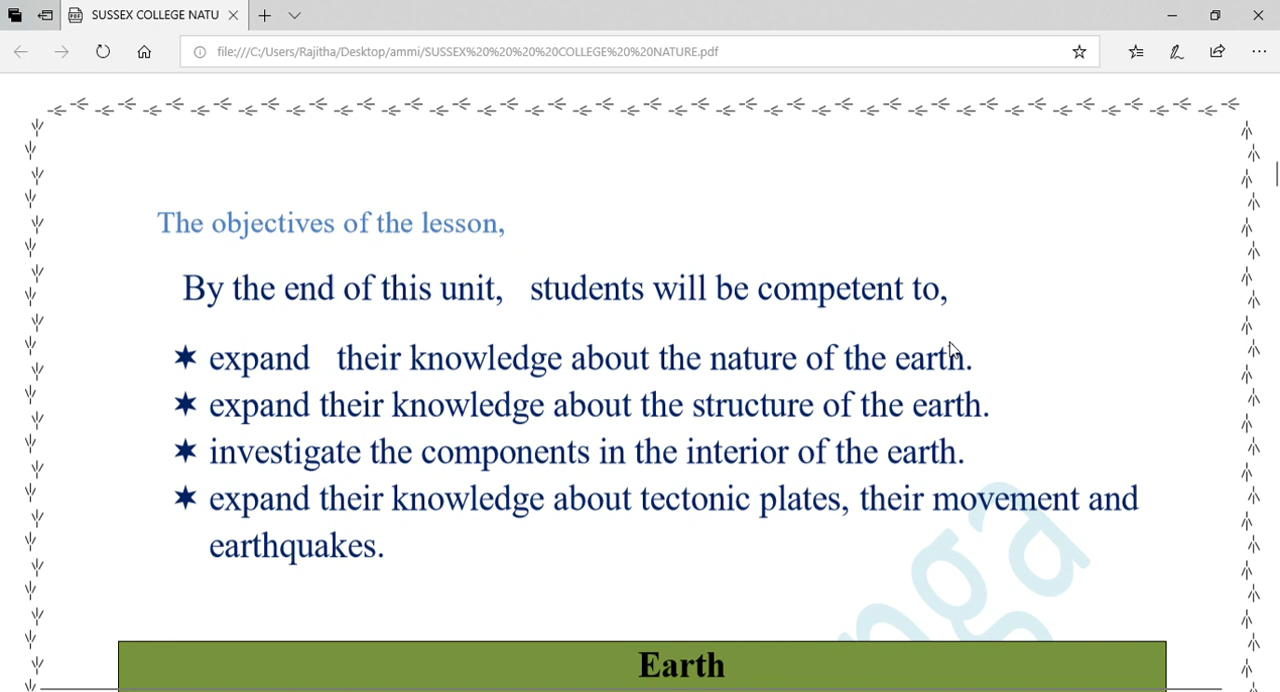 SUSSEX COLLEGE NATU
file:///C:/Users/Rajitha/Desktop/ammi/SUSSEX%20%20%20%20COLLEGE%20%20NATURE.pdf
The objectives of the lesson,
By the end of this unit, students will be competent to,
✶ expand their knowledge about the nature of the earth.
✶ expand their knowledge about the structure of the earth.
✶ investigate the components in the interior of the earth.
✶ expand their knowledge about tectonic plates, their movement and
earthquakes.
Earth